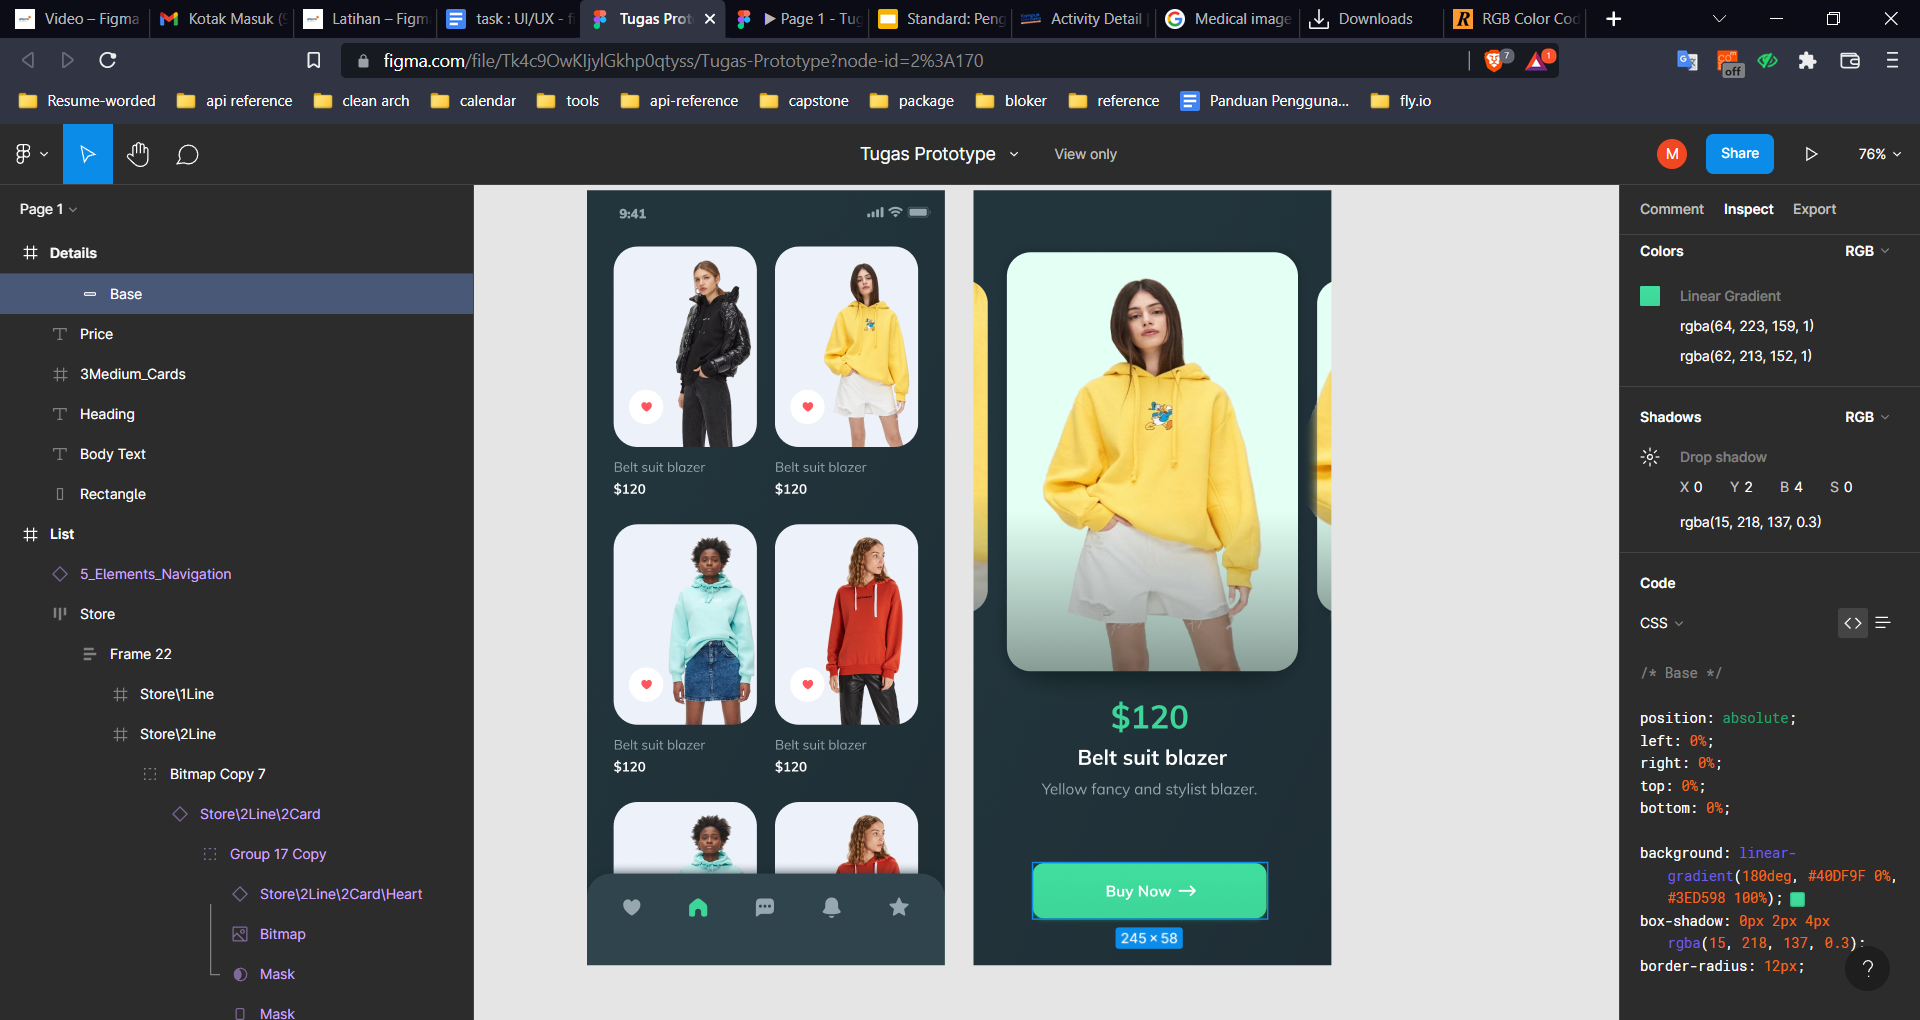 Video – Figma
Kotak Masuk
Latihan – Figm
task : UI/UX - f
Tugas Prot
▶ Page 1 - Tug
Standard: Peng
Activity Detail
Medical image
Downloads
RGB Color Cod
figma.com/file/Tk4c9OwKIjylGkhp0qtyss/Tugas-Prototype?node-id=2%3A170
7
1
off
Resume-worded
api reference
clean arch
calendar
tools
api-reference
capstone
package
bloker
reference
Panduan Pengguna...
fly.io
Tugas Prototype
View only
M
Share
76%
Page 1
Details
Base
Price
3Medium_Cards
Heading
Body Text
Rectangle
List
5_Elements_Navigation
Store
Frame 22
Store\1Line
Store\2Line
Bitmap Copy 7
Store\2Line\2Card
Group 17 Copy
Store\2Line\2Card\Heart
Bitmap
Mask
Mask
9:41
Belt suit blazer
$120
Belt suit blazer
$120
Belt suit blazer
$120
Belt suit blazer
$120
$120
Belt suit blazer
Yellow fancy and stylist blazer.
Buy Now →
245 × 58
Comment Inspect Export
Colors RGB
Linear Gradient
rgba(64, 223, 159, 1)
rgba(62, 213, 152, 1)
Shadows RGB
Drop shadow
X 0 Y 2 B 4 S 0
rgba(15, 218, 137, 0.3)
Code
CSS
/* Base */
position: absolute;
left: 0%;
right: 0%;
top: 0%;
bottom: 0%;
background: linear-
gradient(180deg, #40DF9F 0%,
#3ED598 100%);
box-shadow: 0px 2px 4px
rgba(15, 218, 137, 0.3);
border-radius: 12px;
?